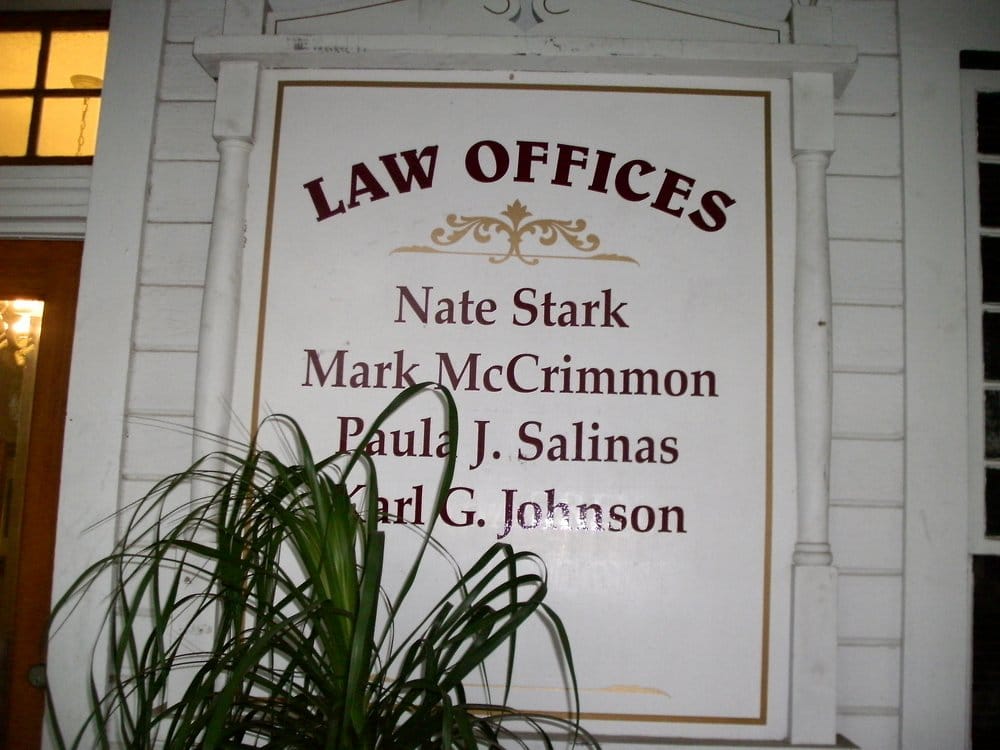 LAW OFFICES
Nate Stark
Mark McCrimmon
Paula J. Salinas
Karl G. Johnson